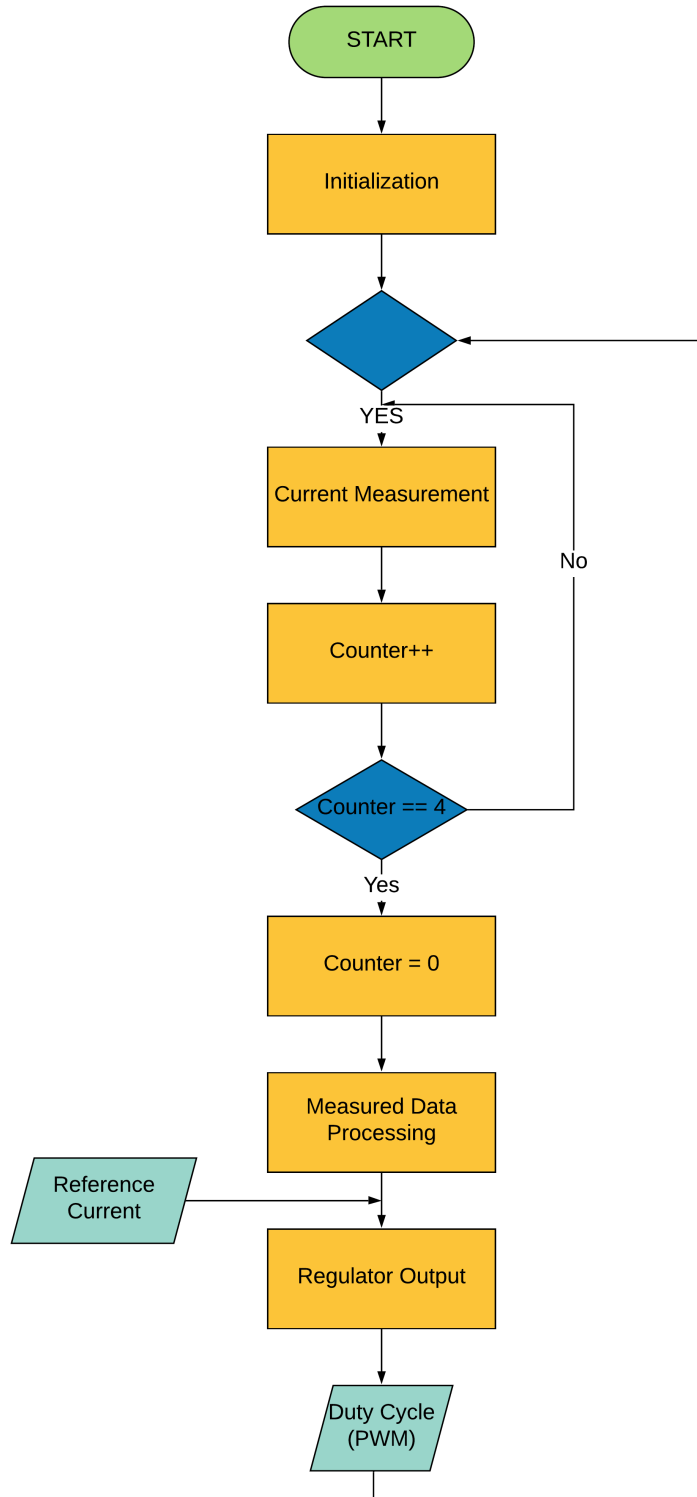 START
Initialization
YES
Current Measurement
No
Counter++
Counter == 4
Yes
Counter = 0
Measured Data
Processing
Reference
Current
Regulator Output
Duty Cycle
(PWM)